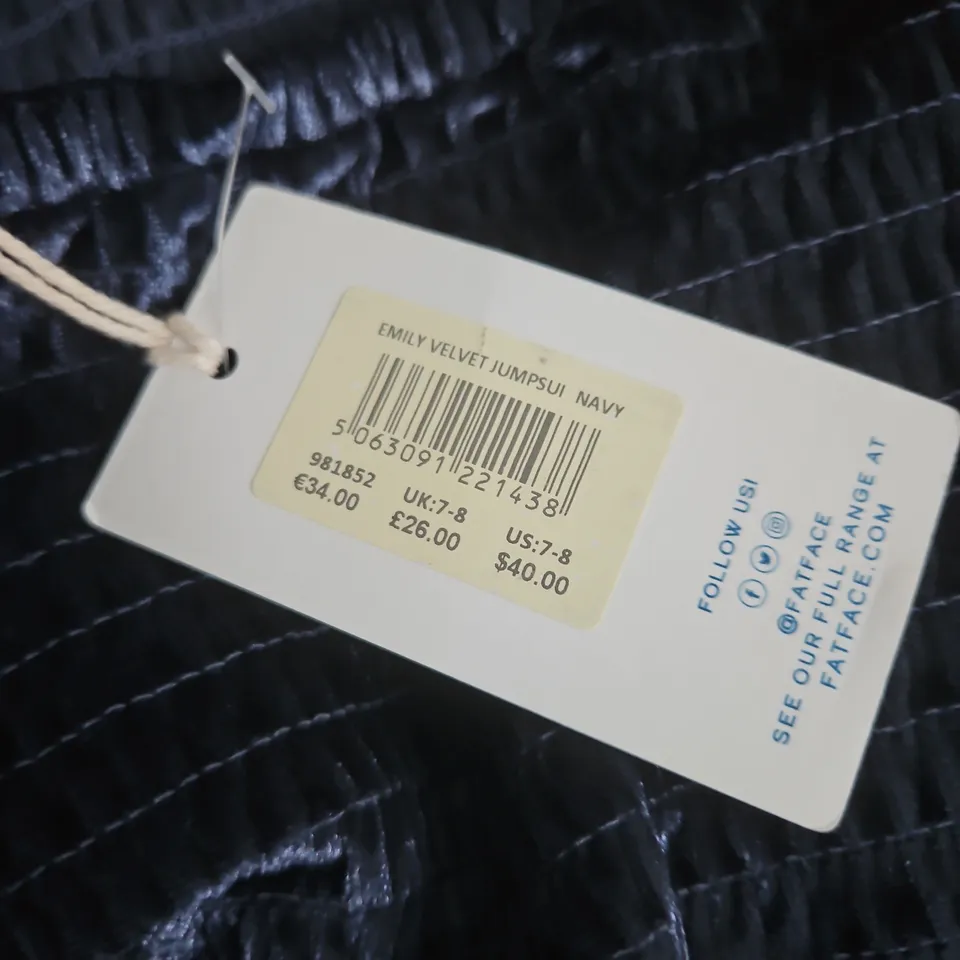 EMILY VELVET JUMPSUI NAVY
5 063091 221438
981852 UK:7-8 US:7-8
€34.00 £26.00 $40.00
FOLLOW US!
@FATFACE
SEE OUR FULL RANGE AT
FATFACE.COM